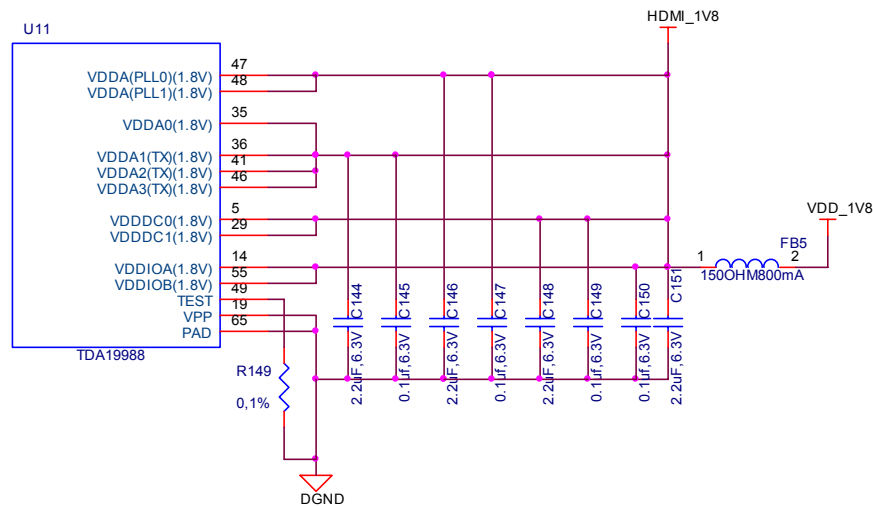 HDMI_1V8
U11
VDDA(PLL0)(1.8V) 47
VDDA(PLL1)(1.8V) 48
VDDA0(1.8V) 35
VDDA1(TX)(1.8V) 36
VDDA2(TX)(1.8V) 41
VDDA3(TX)(1.8V) 46
VDDDC0(1.8V) 5
VDDDC1(1.8V) 29
VDDIOA(1.8V) 14
VDDIOB(1.8V) 55
TEST 49
VPP 19
PAD 65
TDA19988
VDD_1V8
FB5
1 2
150OHM800mA
C144
2.2uF,6.3V
C145
0.1uf,6.3V
C146
2.2uF,6.3V
C147
0.1uf,6.3V
C148
2.2uF,6.3V
C149
0.1uf,6.3V
C150
0.1uf,6.3V
C151
2.2uF,6.3V
R149
0,1%
DGND